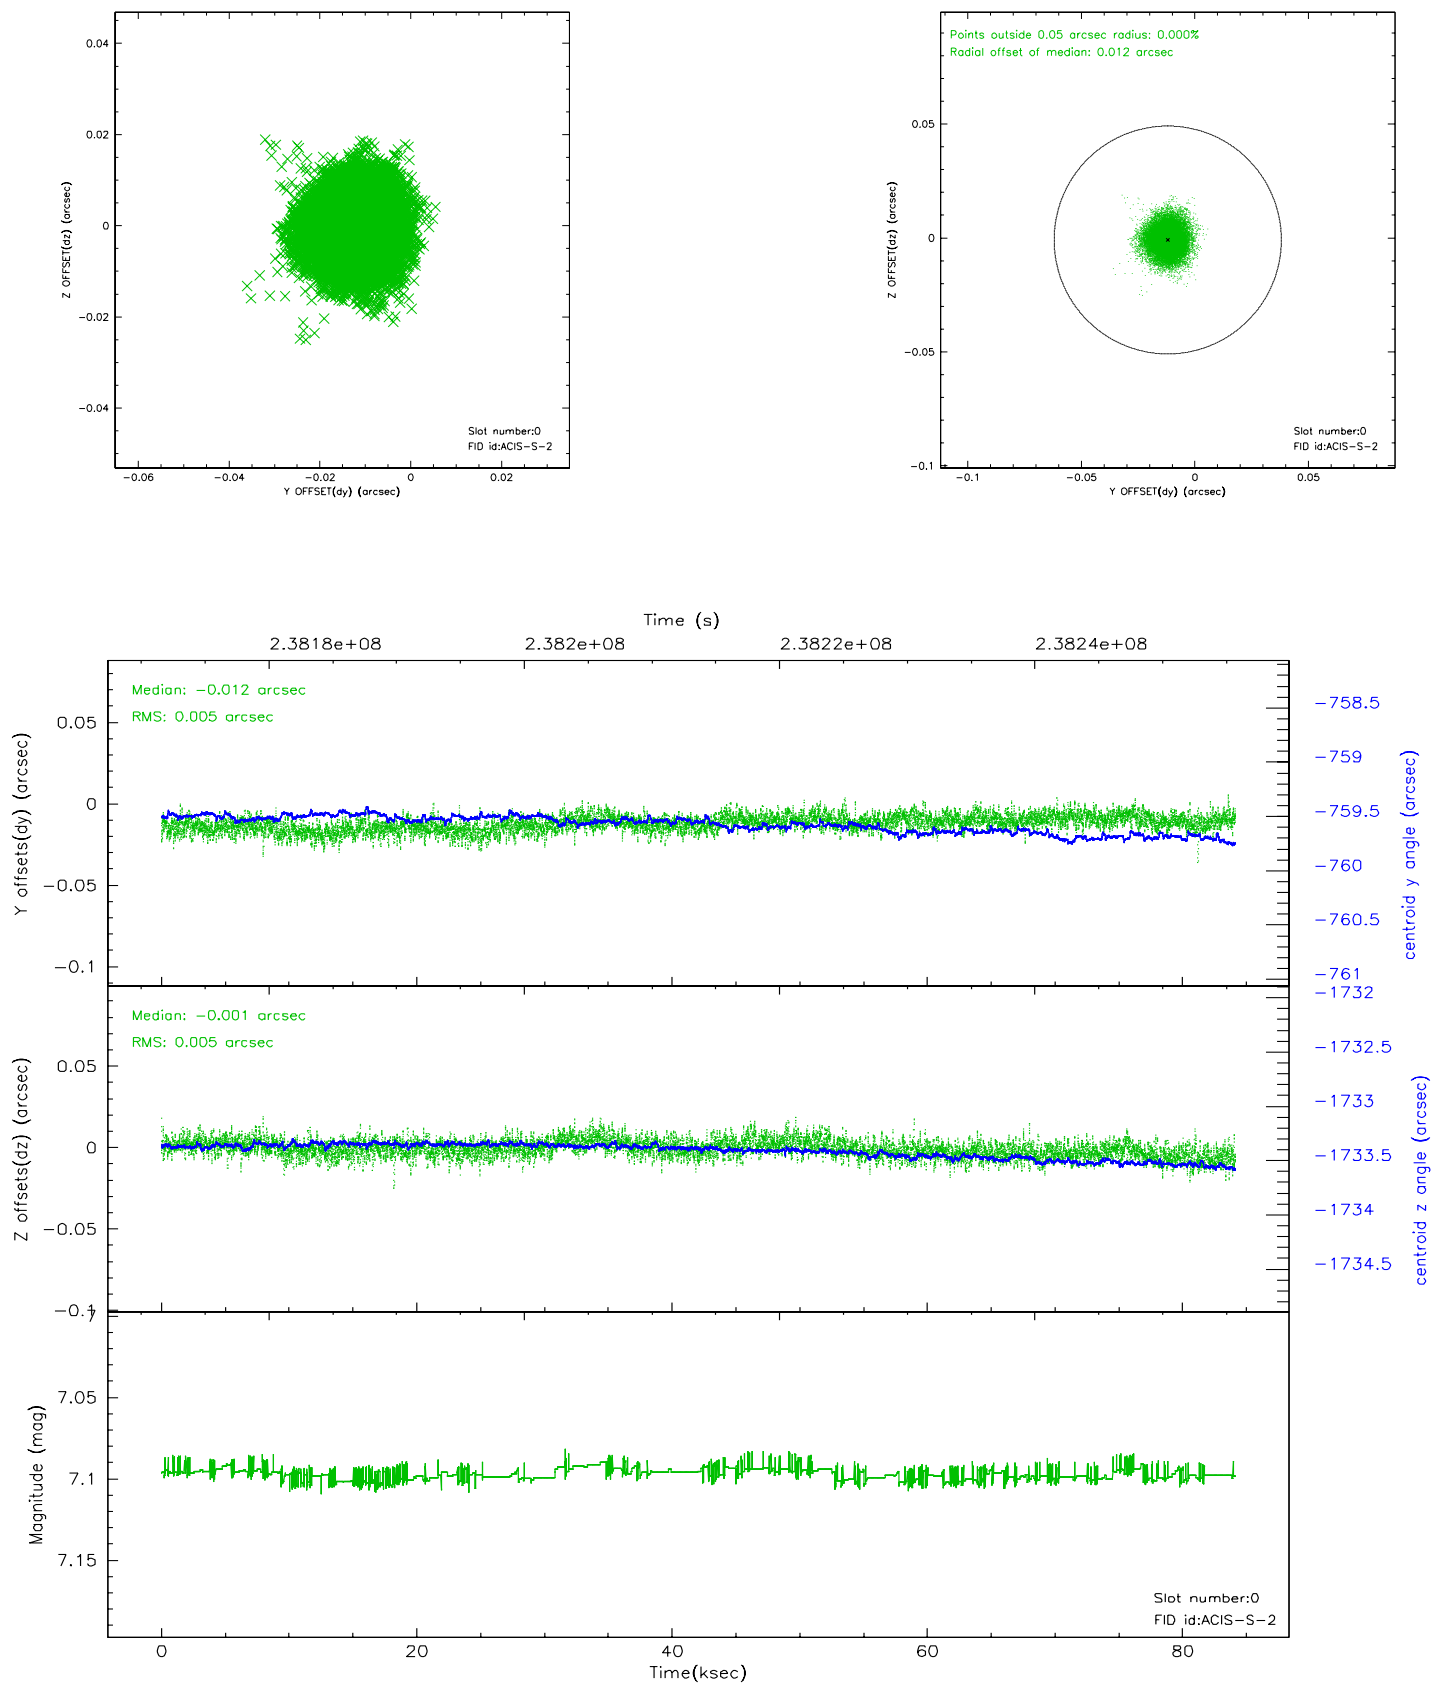 0.04
0.02
0
-0.02
-0.04
Z OFFSET(dz) (arcsec)
Slot number:0
FID id:ACIS-S-2
-0.06
-0.04
-0.02
0
0.02
Y OFFSET(dy) (arcsec)
Points outside 0.05 arcsec radius: 0.000%
Radial offset of median: 0.012 arcsec
0.05
0
-0.05
-0.1
Z OFFSET(dz) (arcsec)
Slot number:0
FID id:ACIS-S-2
-0.1
-0.05
0
0.05
Y OFFSET(dy) (arcsec)
Time (s)
2.3818e+08
2.382e+08
2.3822e+08
2.3824e+08
Median: -0.012 arcsec
RMS: 0.005 arcsec
0.05
0
-0.05
-0.1
Y offsets(dy) (arcsec)
-758.5
-759
-759.5
-760
-760.5
-761
centroid y angle (arcsec)
Median: -0.001 arcsec
RMS: 0.005 arcsec
0.05
0
-0.05
-0.1
Z offsets(dz) (arcsec)
-1732
-1732.5
-1733
-1733.5
-1734
-1734.5
centroid z angle (arcsec)
7
7.05
7.1
7.15
Magnitude (mag)
Slot number:0
FID id:ACIS-S-2
0
20
40
60
80
Time(ksec)